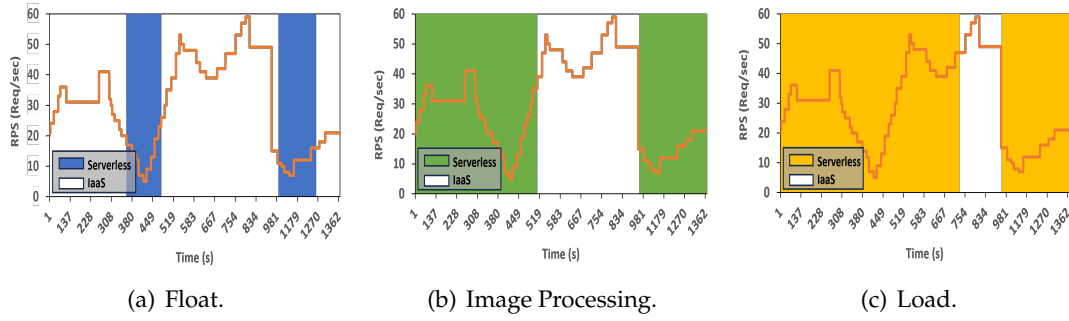 60
50
40
30
20
10
0
RPS (Req/sec)
Serverless
IaaS
1 137 228 308 380 449 519 593 667 754 834 981 1179 1270 1362
Time (s)
(a) Float.
60
50
40
30
20
10
0
RPS (Req/sec)
Serverless
IaaS
1 137 228 308 380 449 519 593 667 754 834 981 1179 1270 1362
Time (s)
(b) Image Processing.
60
50
40
30
20
10
0
RPS (Req/sec)
Serverless
IaaS
1 137 228 308 380 449 519 583 667 754 834 981 1179 1270 1362
Time (s)
(c) Load.